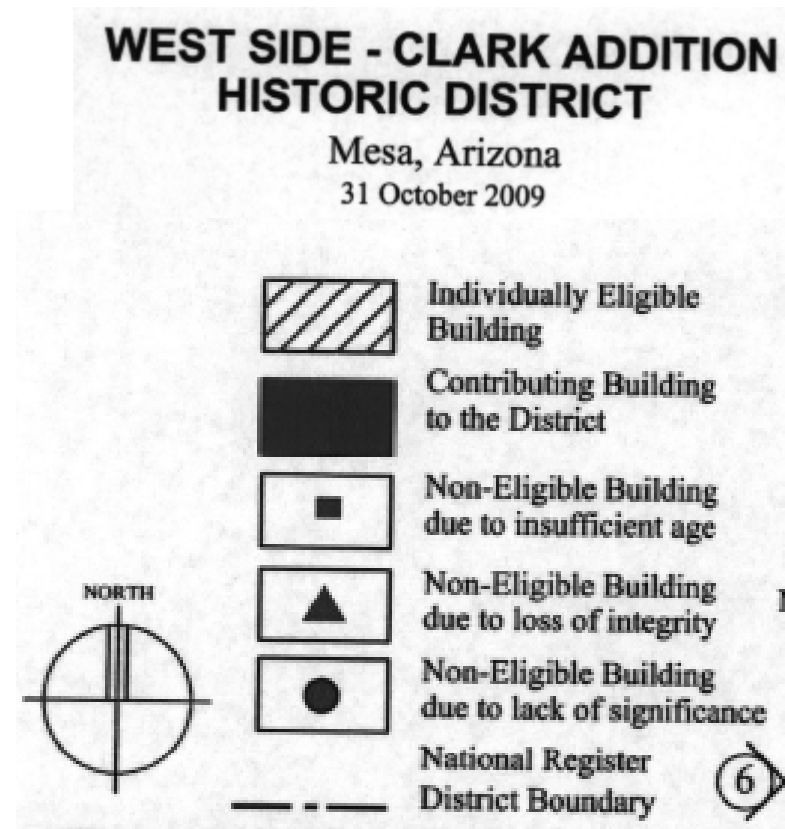 WEST SIDE - CLARK ADDITION
HISTORIC DISTRICT
Mesa, Arizona
31 October 2009
Individually Eligible
Building
Contributing Building
to the District
Non-Eligible Building
due to insufficient age
NORTH
Non-Eligible Building
due to loss of integrity
Non-Eligible Building
due to lack of significance
National Register
District Boundary
6